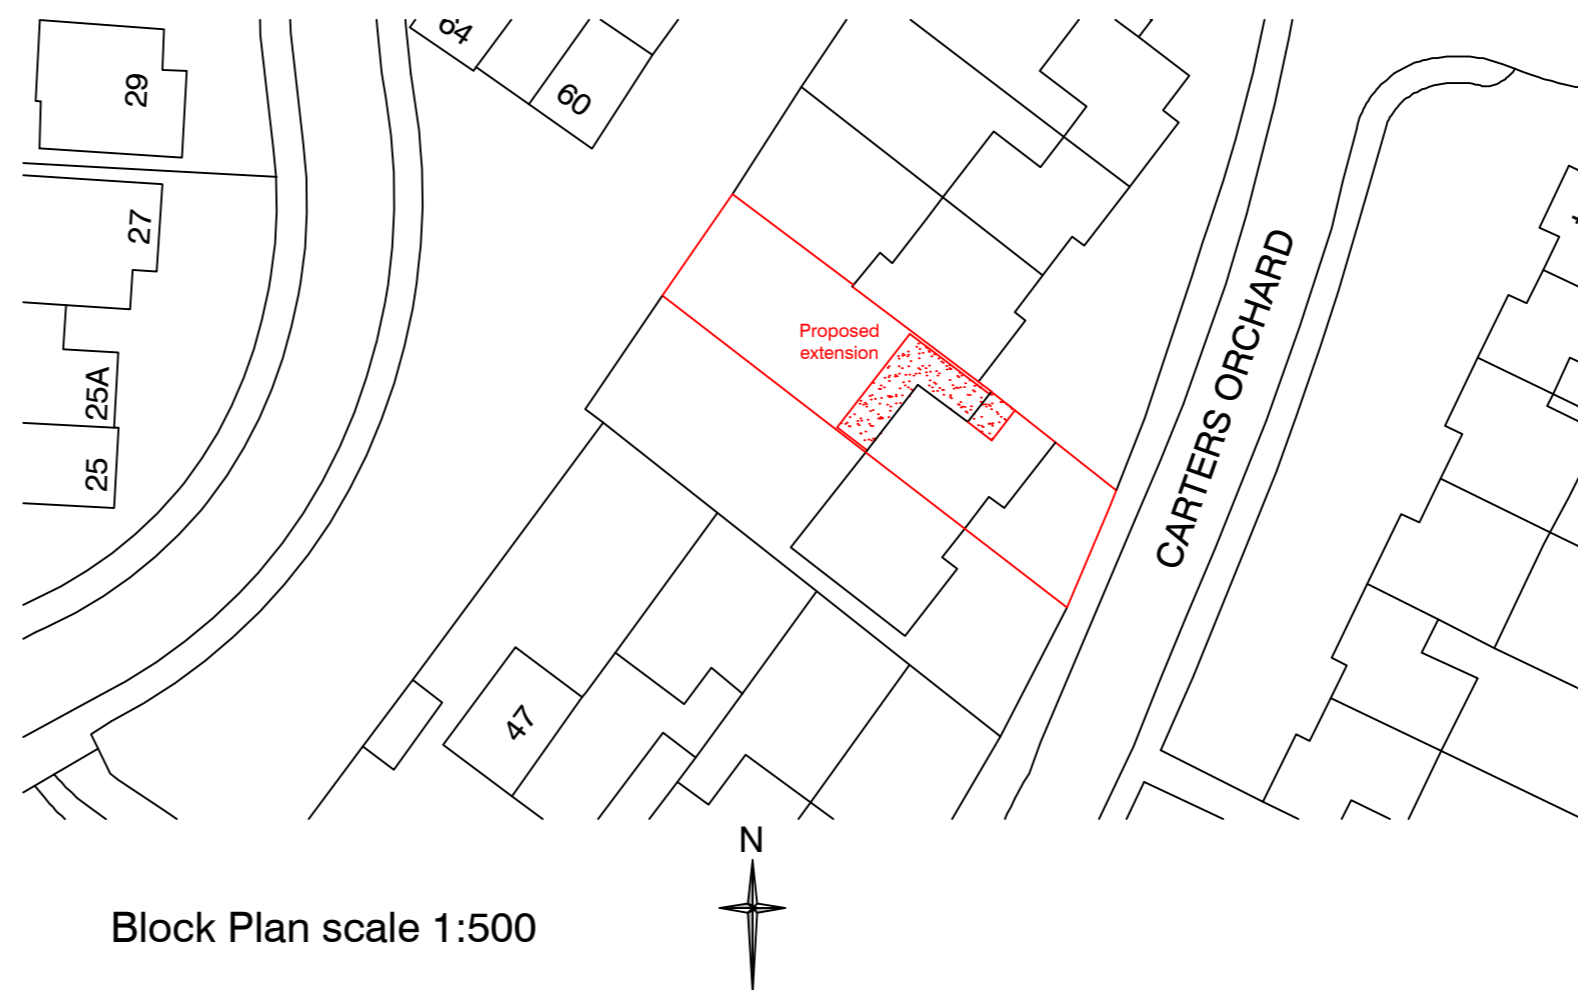 64
29
60
27
Proposed
extension
CARTERS ORCHARD
25A
25
47
N
Block Plan scale 1:500